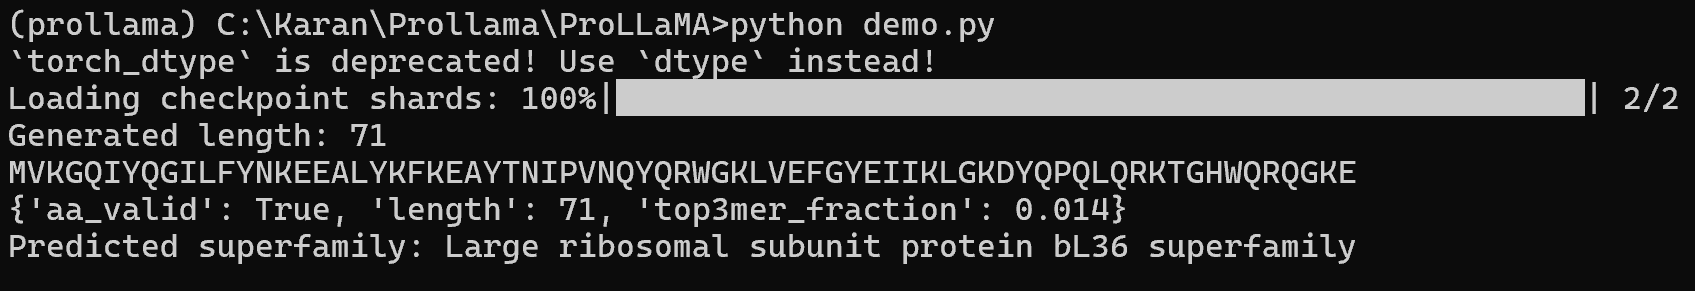 (prollama) C:\Karan\Prollama\ProLLaMA>python demo.py
`torch_dtype` is deprecated! Use `dtype` instead!
Loading checkpoint shards: 100%|██████████| 2/2
Generated length: 71
MVKGQIYQGILFYNKEEALYKFKEAYTNIPVNQYQRWGKLVEFGYEIIKLGKDYQPQLQRKTGHWQRQGKE
{'aa_valid': True, 'length': 71, 'top3mer_fraction': 0.014}
Predicted superfamily: Large ribosomal subunit protein bL36 superfamily